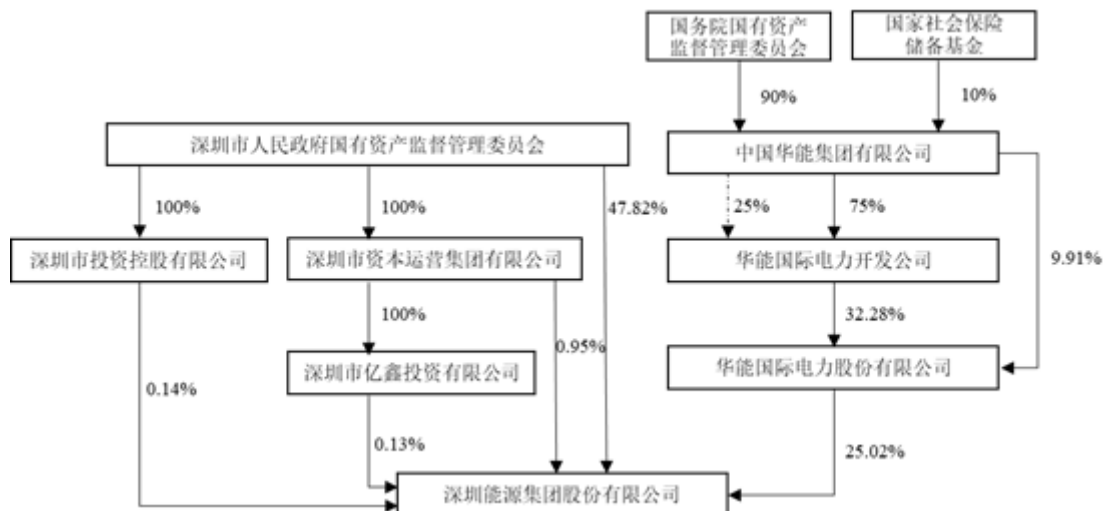 国务院国有资产
监督管理委员会
国家社会保险
储备基金
90%
10%
深圳市人民政府国有资产监督管理委员会
中国华能集团有限公司
100%
100%
47.82%
25%
75%
深圳市投资控股有限公司
深圳市资本运营集团有限公司
华能国际电力开发公司
9.91%
100%
0.95%
32.28%
深圳市亿鑫投资有限公司
华能国际电力股份有限公司
0.14%
0.13%
25.02%
深圳能源集团股份有限公司